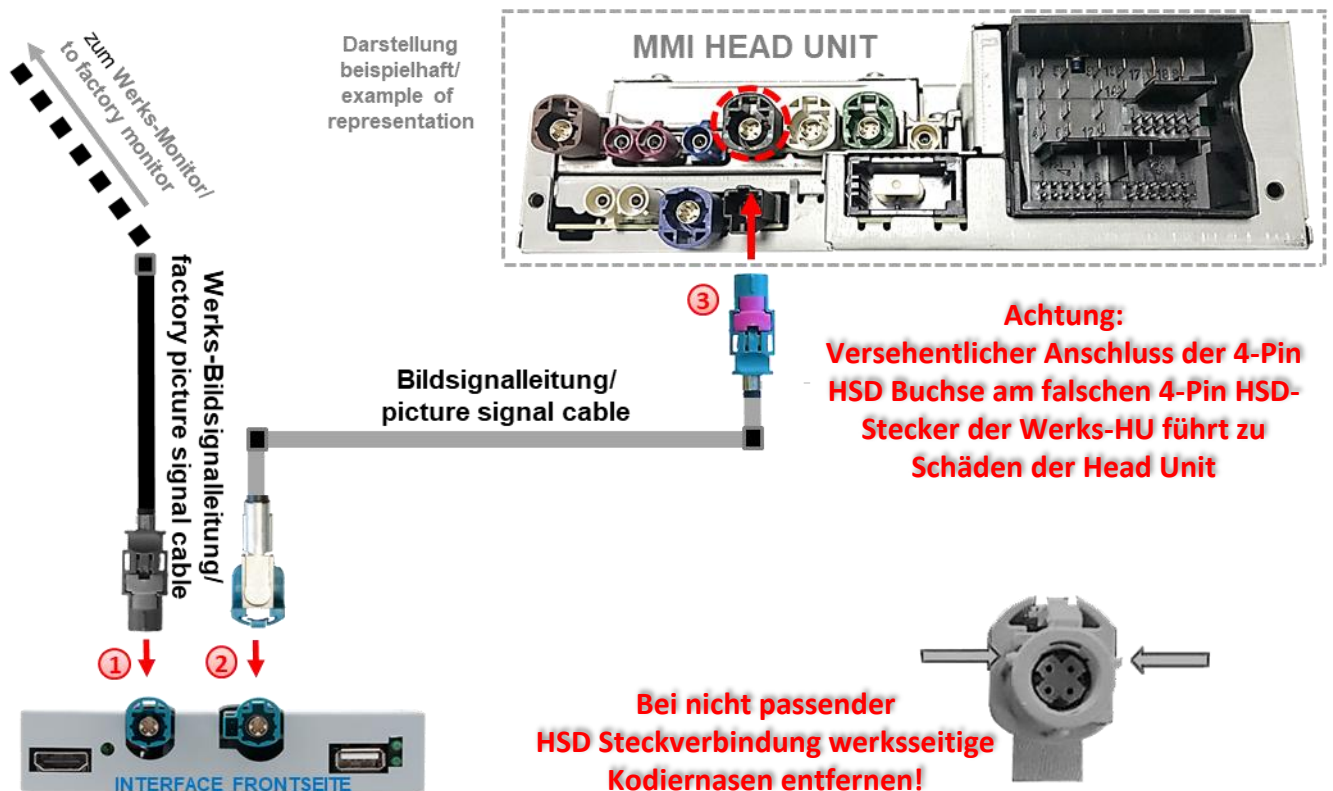 zum Werks-Monitor/
to factory monitor
Darstellung
beispielhaft/
example of
representation
MMI HEAD UNIT
Werks-Bildsignalleitung/
factory picture signal cable
3
Bildsignalleitung/
picture signal cable
Achtung:
Versehentlicher Anschluss der 4-Pin
HSD Buchse am falschen 4-Pin HSD-
Stecker der Werks-HU führt zu
Schäden der Head Unit
1
2
Bei nicht passender
HSD Steckverbindung werksseitige
Kodiernasen entfernen!
INTERFACE FRONTSEITE